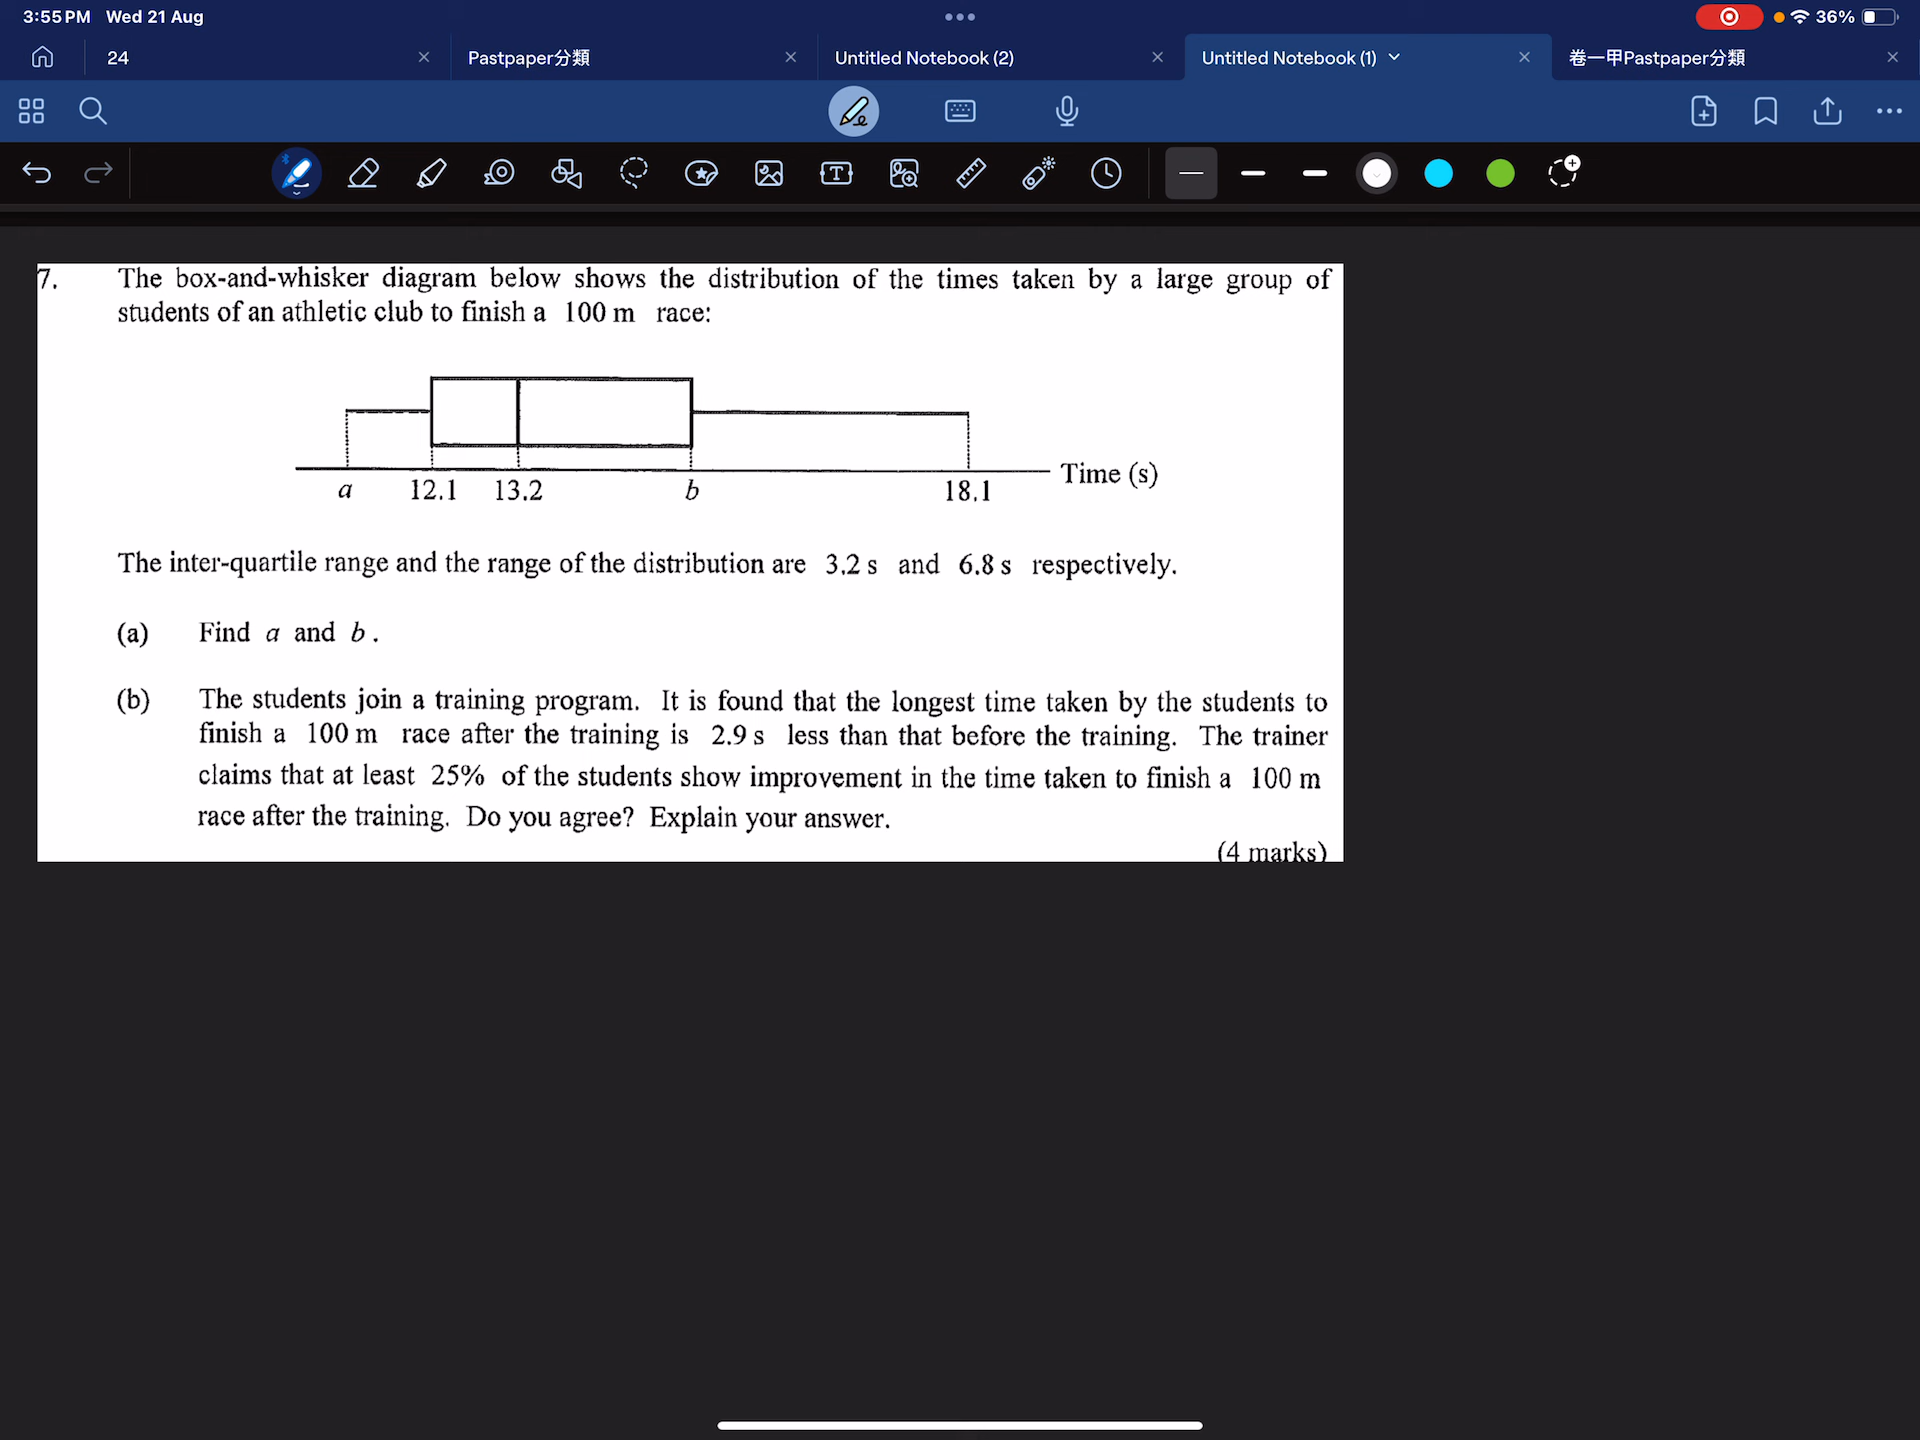 3:55 PM Wed 21 Aug
36%
24
Pastpaper分類
Untitled Notebook (2)
Untitled Notebook (1)
卷一甲Pastpaper分類
7. The box-and-whisker diagram below shows the distribution of the times taken by a large group of
students of an athletic club to finish a 100 m race:
Time (s)
a 12.1 13.2 b 18.1
The inter-quartile range and the range of the distribution are 3.2 s and 6.8 s respectively.
(a) Find a and b.
(b) The students join a training program. It is found that the longest time taken by the students to
finish a 100 m race after the training is 2.9 s less than that before the training. The trainer
claims that at least 25% of the students show improvement in the time taken to finish a 100 m
race after the training. Do you agree? Explain your answer.
(4 marks)